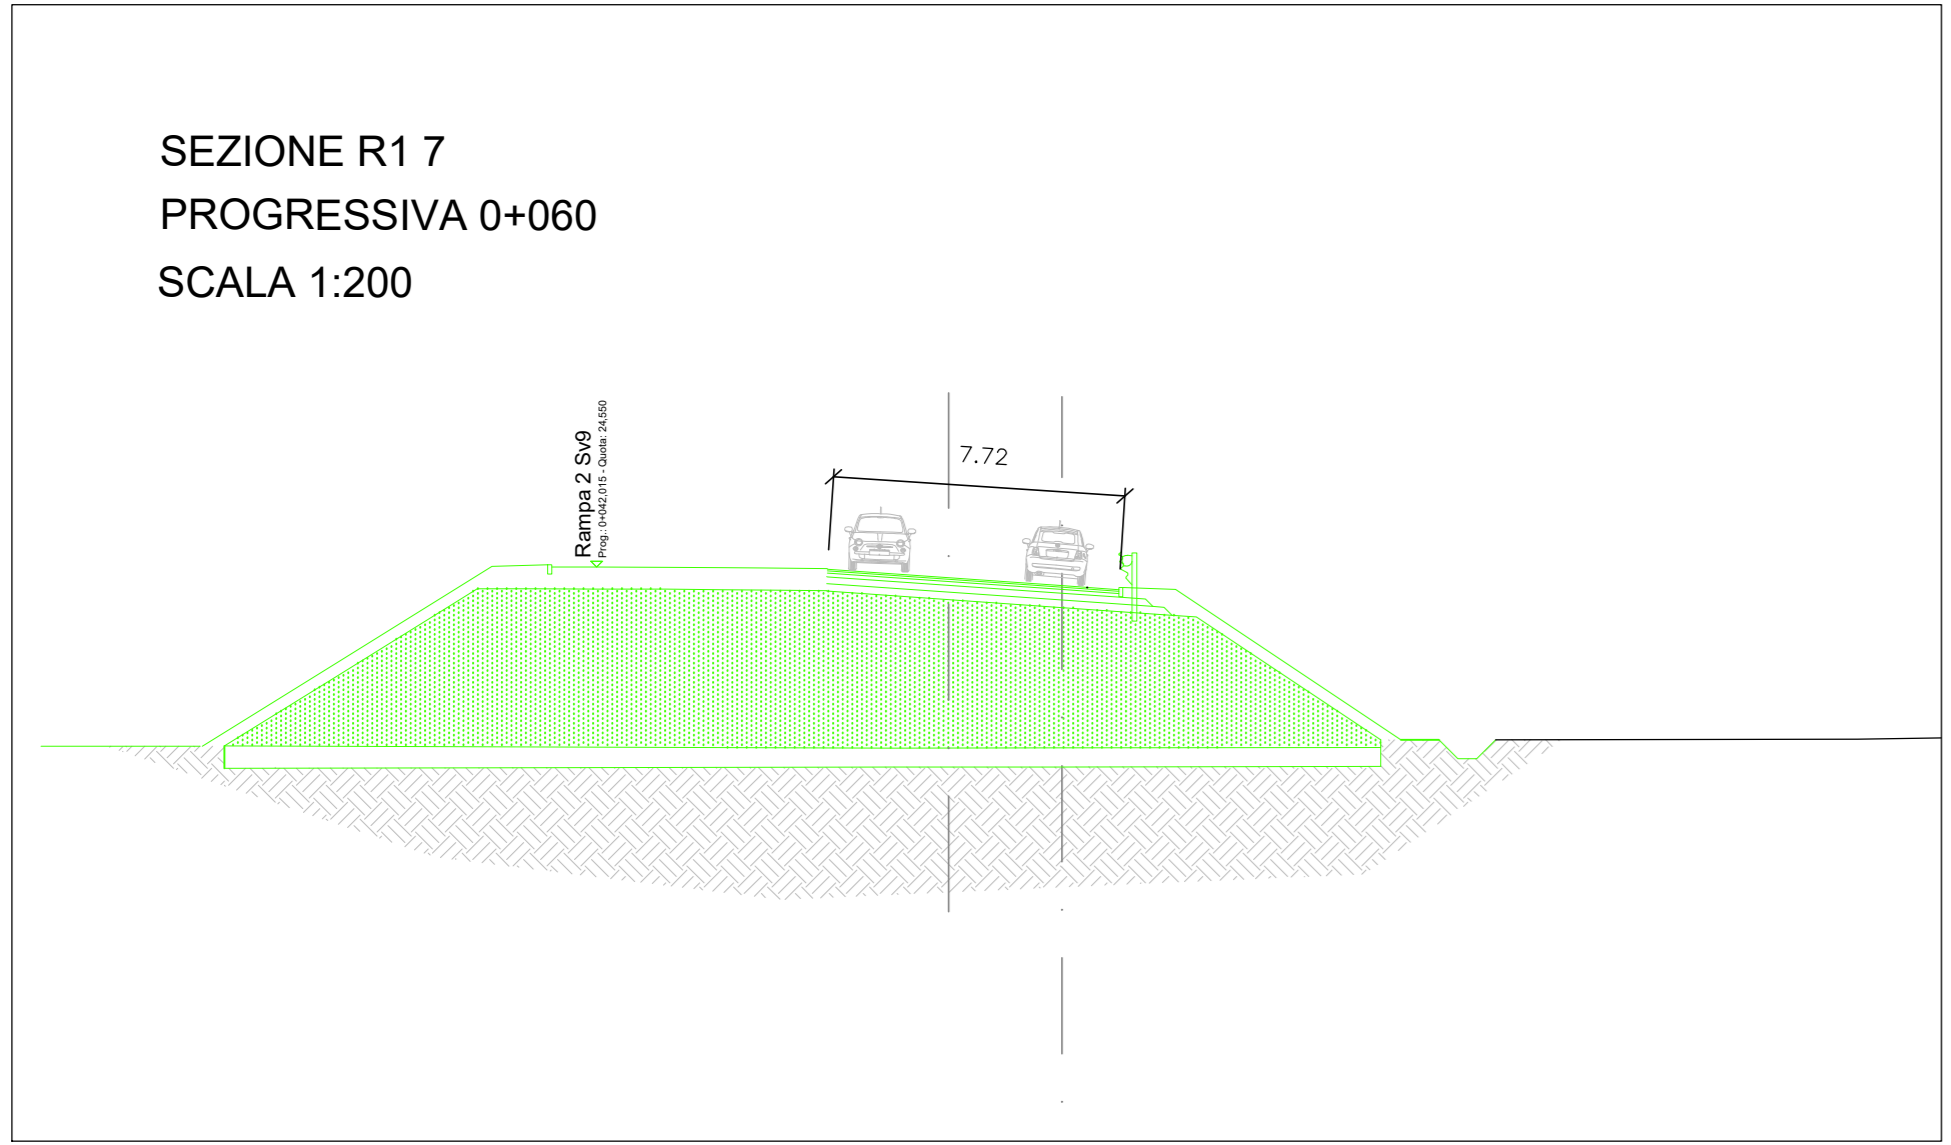 SEZIONE R1 7
PROGRESSIVA 0+060
SCALA 1:200
Rampa 2 Sv9
Prog.: 0+042,015 - Quota: 24,550
7.72